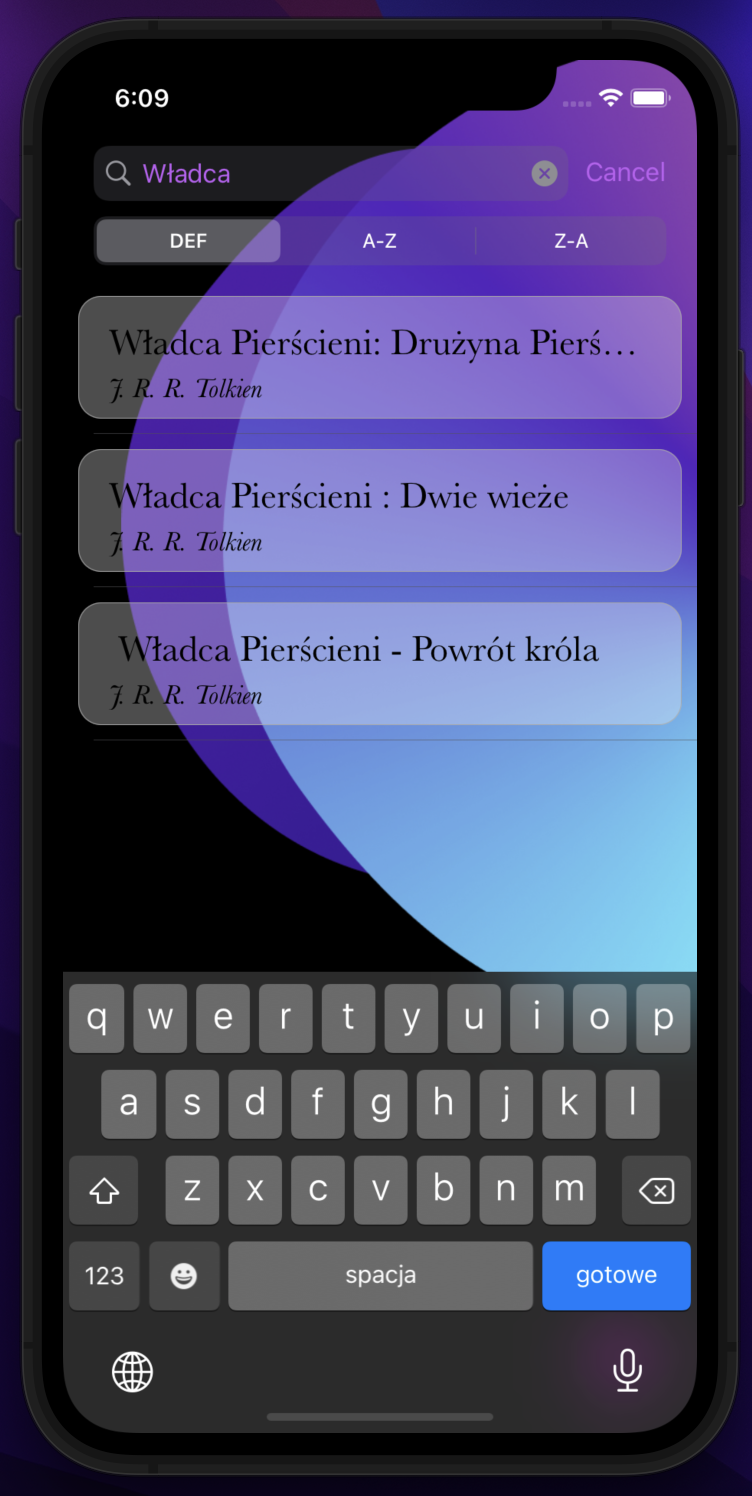 6:09
Władca Cancel
DEF A-Z Z-A
Władca Pierścieni: Drużyna Pierś...
J. R. R. Tolkien
Władca Pierścieni : Dwie wieże
J. R. R. Tolkien
Władca Pierścieni - Powrót króla
J. R. R. Tolkien
q w e r t y u i o p
a s d f g h j k l
z x c v b n m
123 spacja gotowe